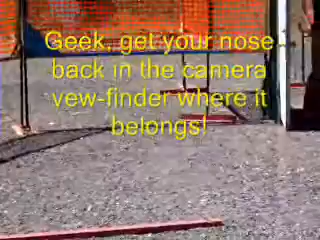 Geek, get your nose
back in the camera
vew-finder where it
belongs!